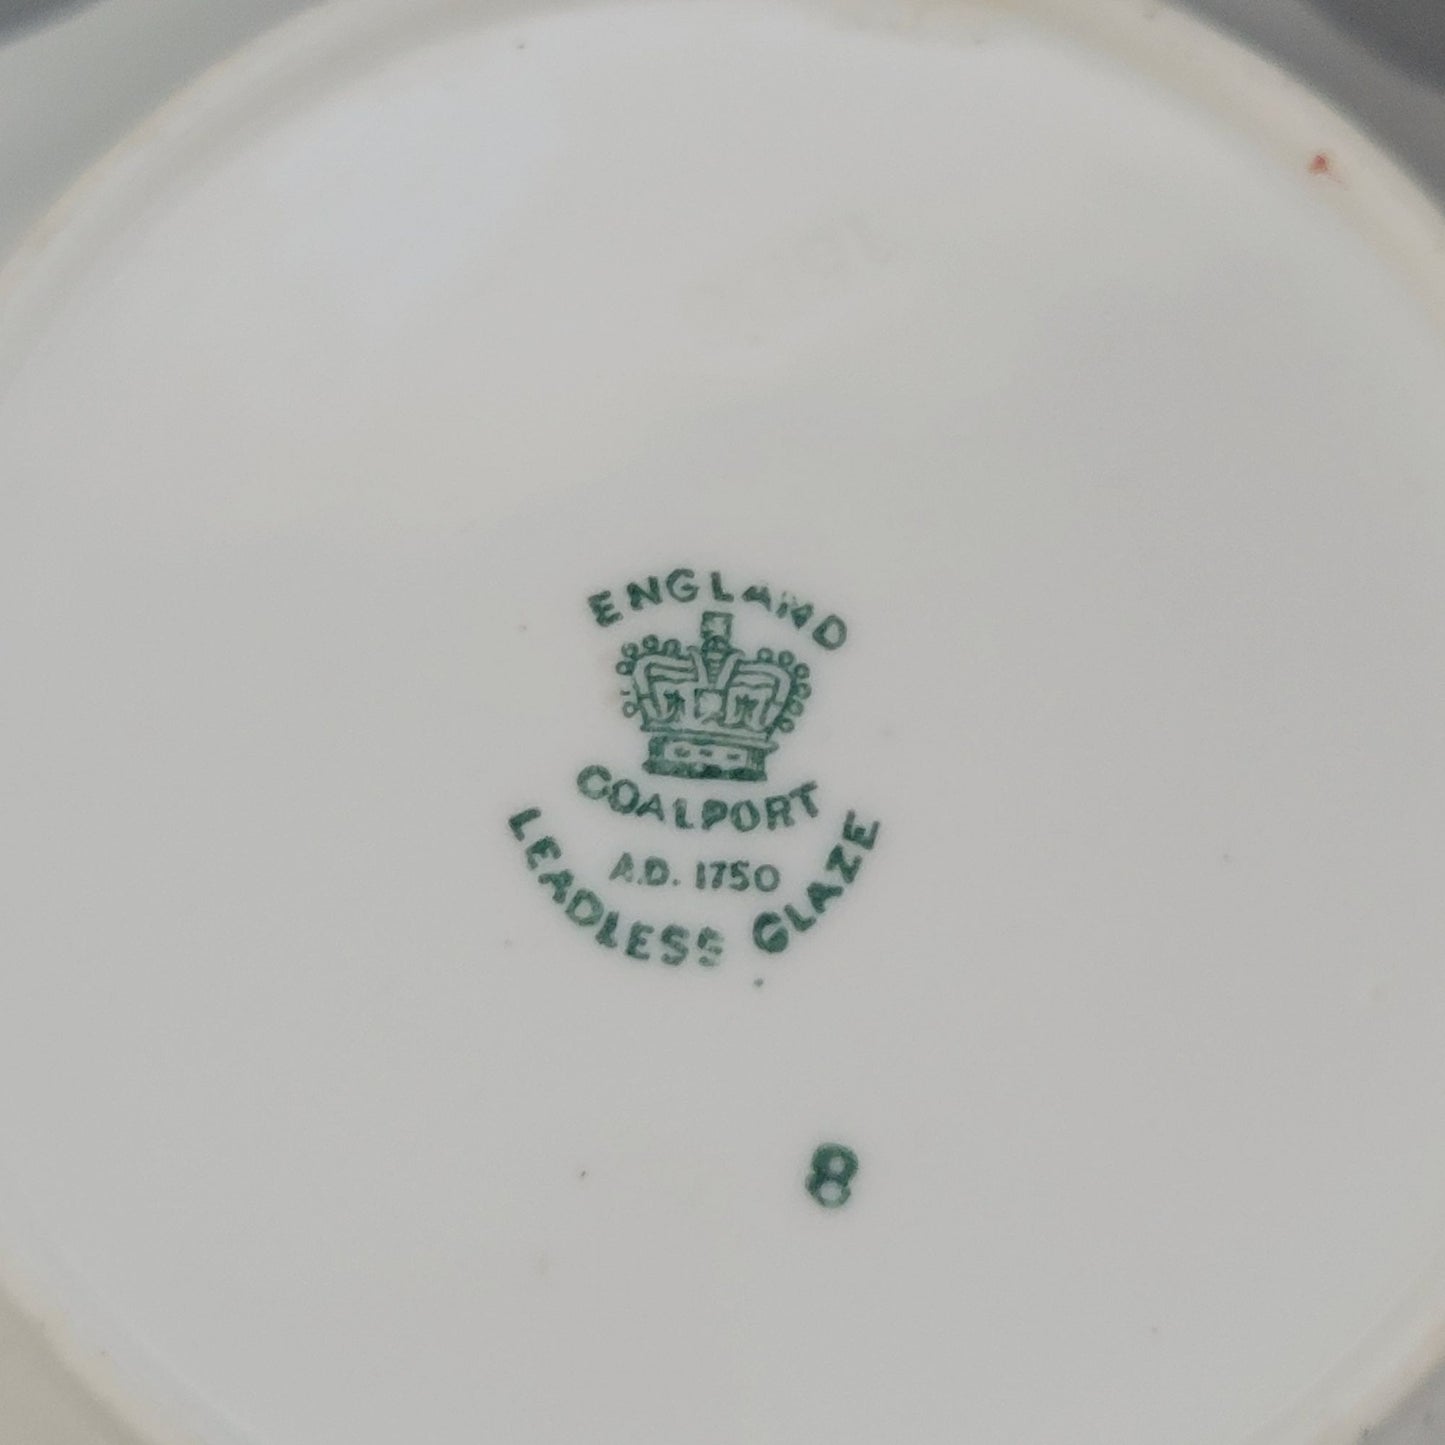 ENGLAND
COALPORT
A.D. 1750
LEADLESS GLAZE
8